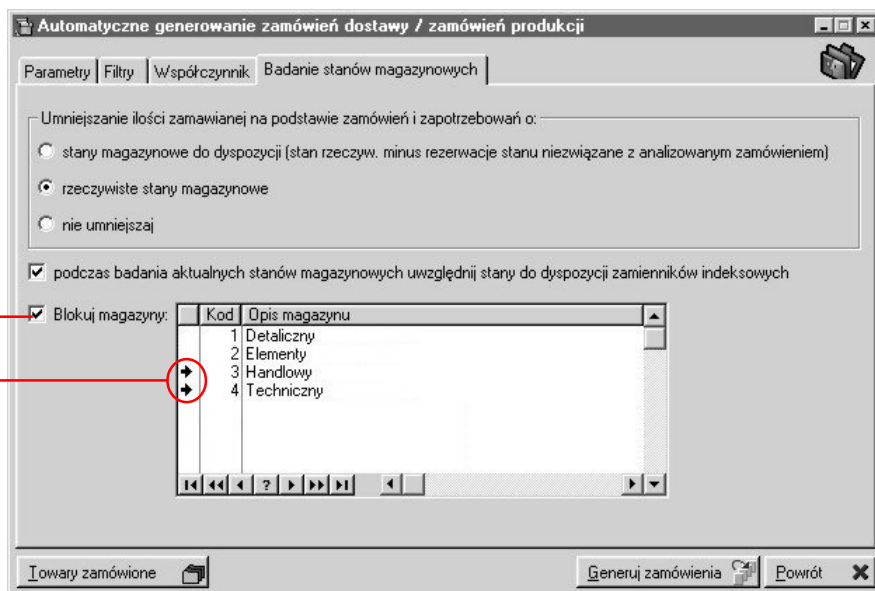 Automatyczne generowanie zamówień dostawy / zamówień produkcji
Parametry Filtry Współczynnik Badanie stanów magazynowych
Umniejszanie ilości zamawianej na podstawie zamówień i zapotrzebowań o:
stany magazynowe do dyspozycji (stan rzeczyw. minus rezerwacje stanu niezwiązane z analizowanym zamówieniem)
rzeczywiste stany magazynowe
nie umniejszaj
podczas badania aktualnych stanów magazynowych uwzględnij stany do dyspozycji zamienników indeksowych
Blokuj magazyny: Kod Opis magazynu
1 Detaliczny
2 Elementy
3 Handlowy
4 Techniczny
?
Towary zamówione Generuj zamówienia Powrót